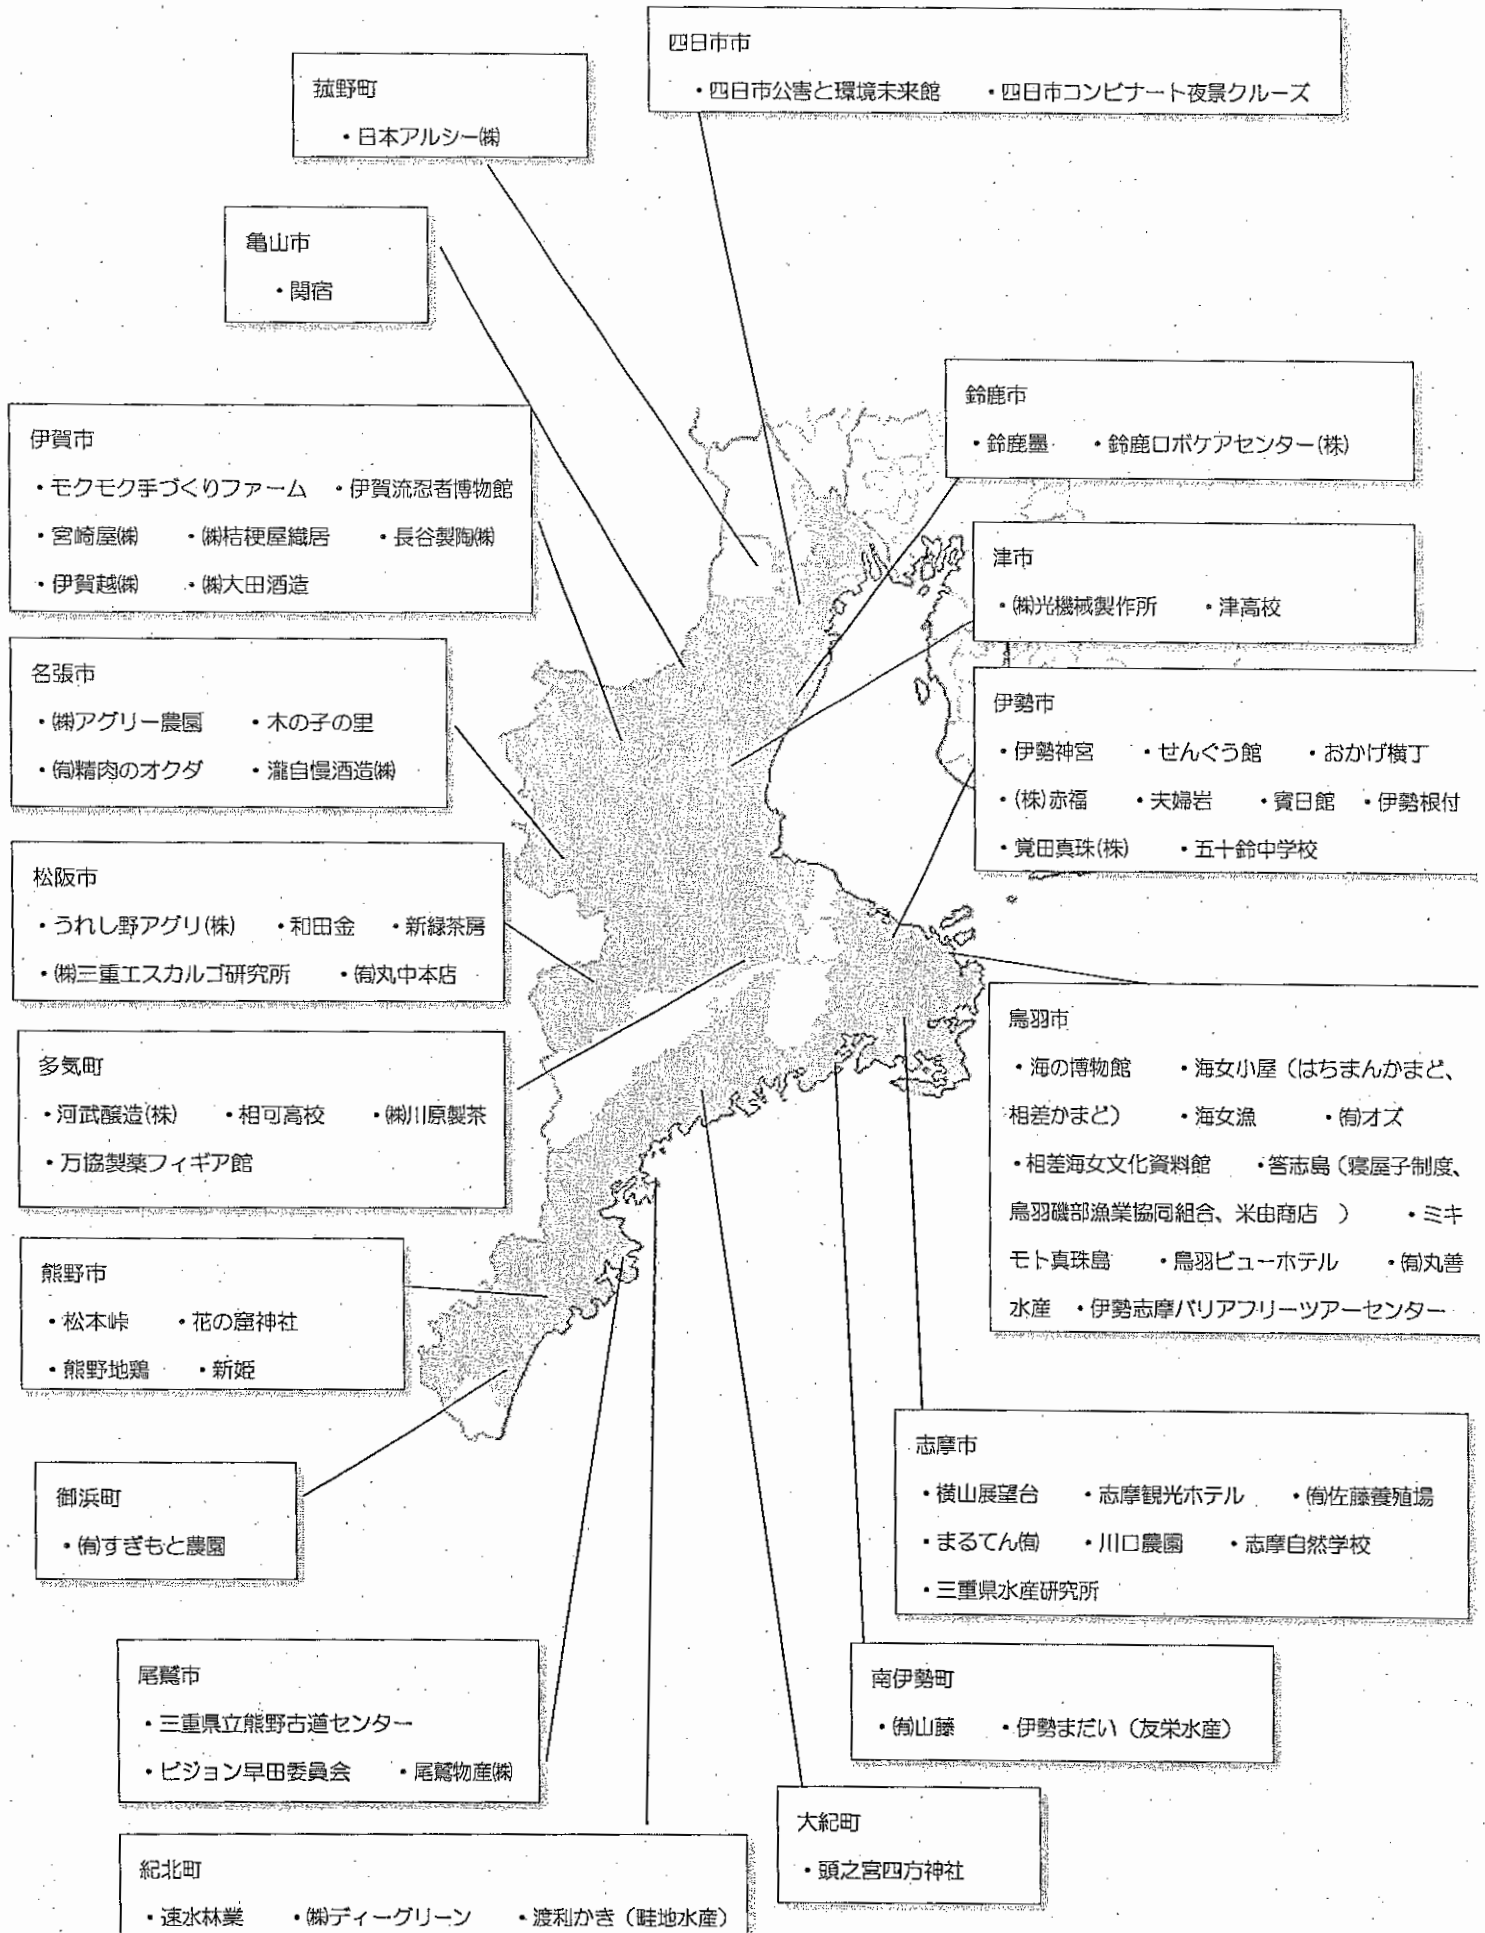 四日市市
・四日市公害と環境未来館　・四日市コンビナート夜景クルーズ
菰野町
・日本アルシー㈱
亀山市
・関宿
鈴鹿市
・鈴鹿墨　・鈴鹿ロボケアセンター(株)
伊賀市
・モクモク手づくりファーム　・伊賀流忍者博物館
・宮崎屋㈱　・㈱桔梗屋織居　・長谷製陶㈱
・伊賀越㈱　・㈱大田酒造
津市
・㈱光機械製作所　・津高校
名張市
・㈱アグリー農園　・木の子の里
・㈲精肉のオクダ　・瀧自慢酒造㈱
伊勢市
・伊勢神宮　・せんぐう館　・おかげ横丁
・(株)赤福　・夫婦岩　・賓日館　・伊勢根付
・覚田真珠(株)　・五十鈴中学校
松阪市
・うれし野アグリ(株)　・和田金　・新緑茶房
・㈱三重エスカルゴ研究所　・㈲丸中本店
鳥羽市
・海の博物館　・海女小屋（はちまんかまど、
相差かまど）　・海女漁　・㈲オズ
・相差海女文化資料館　・答志島（寝屋子制度、
鳥羽磯部漁業協同組合、米由商店　）　・ミキ
モト真珠島　・鳥羽ビューホテル　・㈲丸善
水産　・伊勢志摩バリアフリーツアーセンター
多気町
・河武醸造(株)　・相可高校　・㈱川原製茶
・万協製薬フィギア館
熊野市
・松本峠　・花の窟神社
・熊野地鶏　・新姫
志摩市
・横山展望台　・志摩観光ホテル　・㈲佐藤養殖場
・まるてん㈲　・川口農園　・志摩自然学校
・三重県水産研究所
御浜町
・㈲すぎもと農園
尾鷲市
・三重県立熊野古道センター
・ビジョン早田委員会　・尾鷲物産㈱
南伊勢町
・㈲山藤　・伊勢まだい（友栄水産）
大紀町
・頭之宮四方神社
紀北町
・速水林業　・㈱ディーグリーン　・渡利かき（畦地水産）